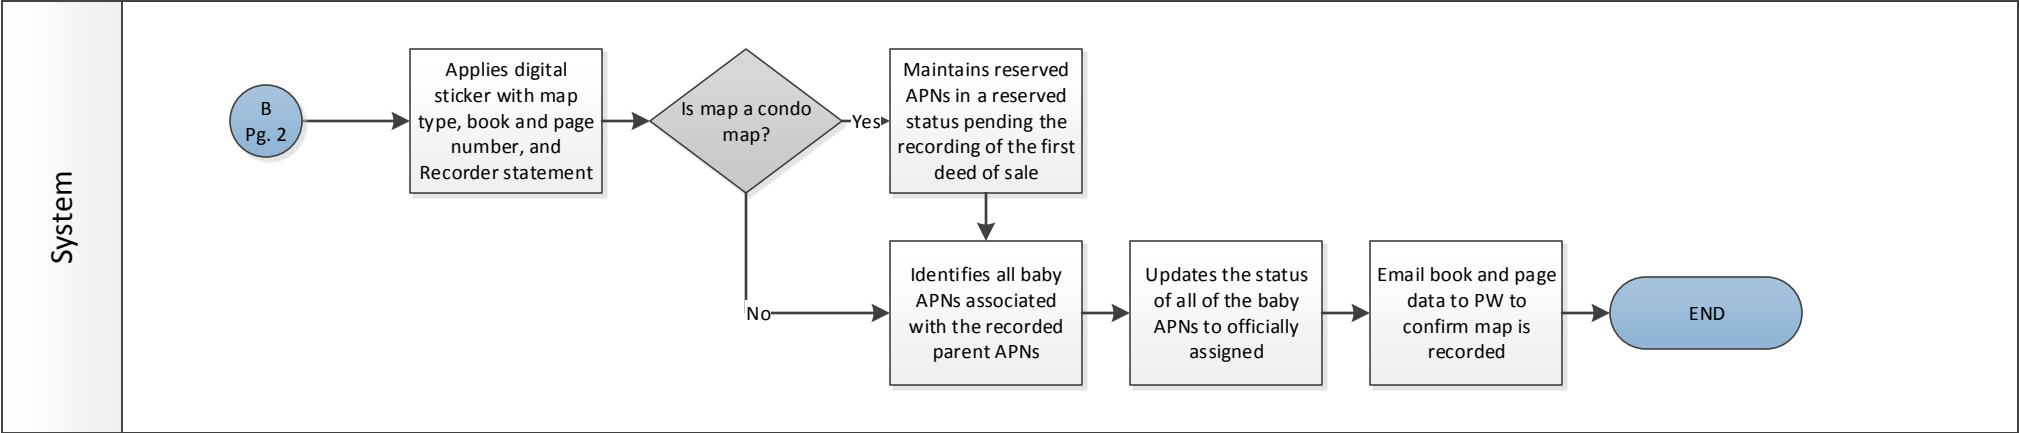 System
B
Pg. 2
Applies digital
sticker with map
type, book and page
number, and
Recorder statement
Is map a condo
map?
Yes
Maintains reserved
APNs in a reserved
status pending the
recording of the first
deed of sale
No
Identifies all baby
APNs associated
with the recorded
parent APNs
Updates the status
of all of the baby
APNs to officially
assigned
Email book and page
data to PW to
confirm map is
recorded
END